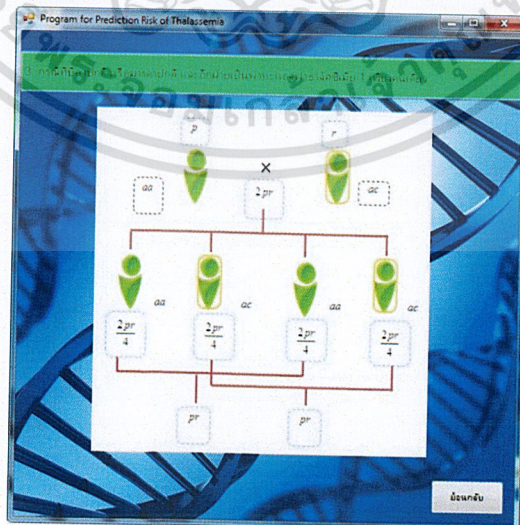 Program for Prediction Risk of Thalassemia
p r
×
aa 2pr ac
aa ac aa ac
2pr/4 2pr/4 2pr/4 2pr/4
pr pr
ย้อนกลับ